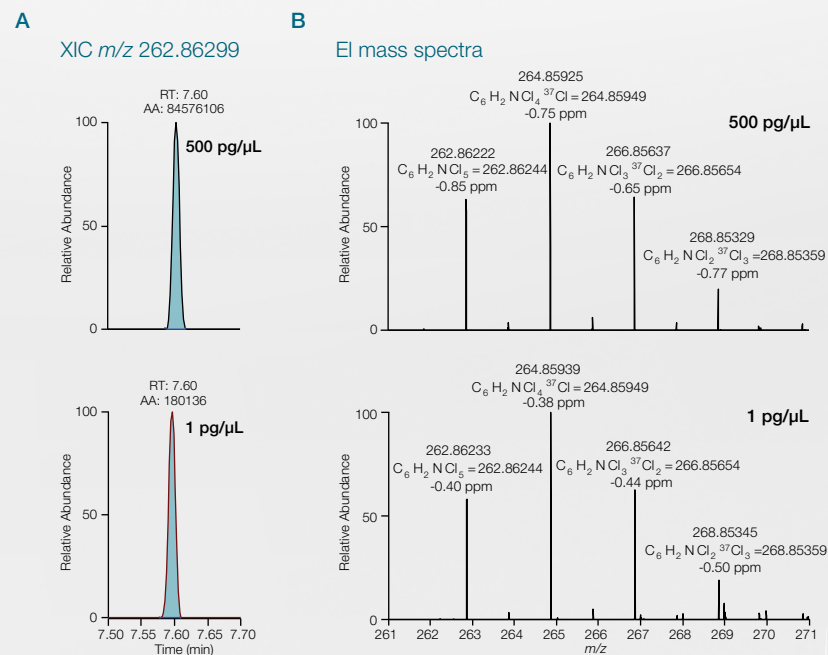 A
XIC m/z 262.86299
RT: 7.60
AA: 84576106
500 pg/µL
100
50
0
Relative Abundance
RT: 7.60
AA: 180136
1 pg/µL
100
50
0
Relative Abundance
7.50 7.55 7.60 7.65 7.70
Time (min)
B
EI mass spectra
264.85925
C6 H2 N Cl4 37Cl = 264.85949
-0.75 ppm
500 pg/µL
262.86222
C6 H2 N Cl5 = 262.86244
-0.85 ppm
266.85637
C6 H2 N Cl3 37Cl2 = 266.85654
-0.65 ppm
268.85329
C6 H2 N Cl2 37Cl3 =268.85359
-0.77 ppm
100
50
0
Relative Abundance
264.85939
C6 H2 N Cl4 37Cl = 264.85949
-0.38 ppm
1 pg/µL
262.86233
C6 H2 N Cl5 = 262.86244
-0.40 ppm
266.85642
C6 H2 N Cl3 37Cl2 = 266.85654
-0.44 ppm
268.85345
C6 H2 N Cl2 37Cl3 =268.85359
-0.50 ppm
100
50
0
Relative Abundance
261 262 263 264 265 266 267 268 269 270 271
m/z